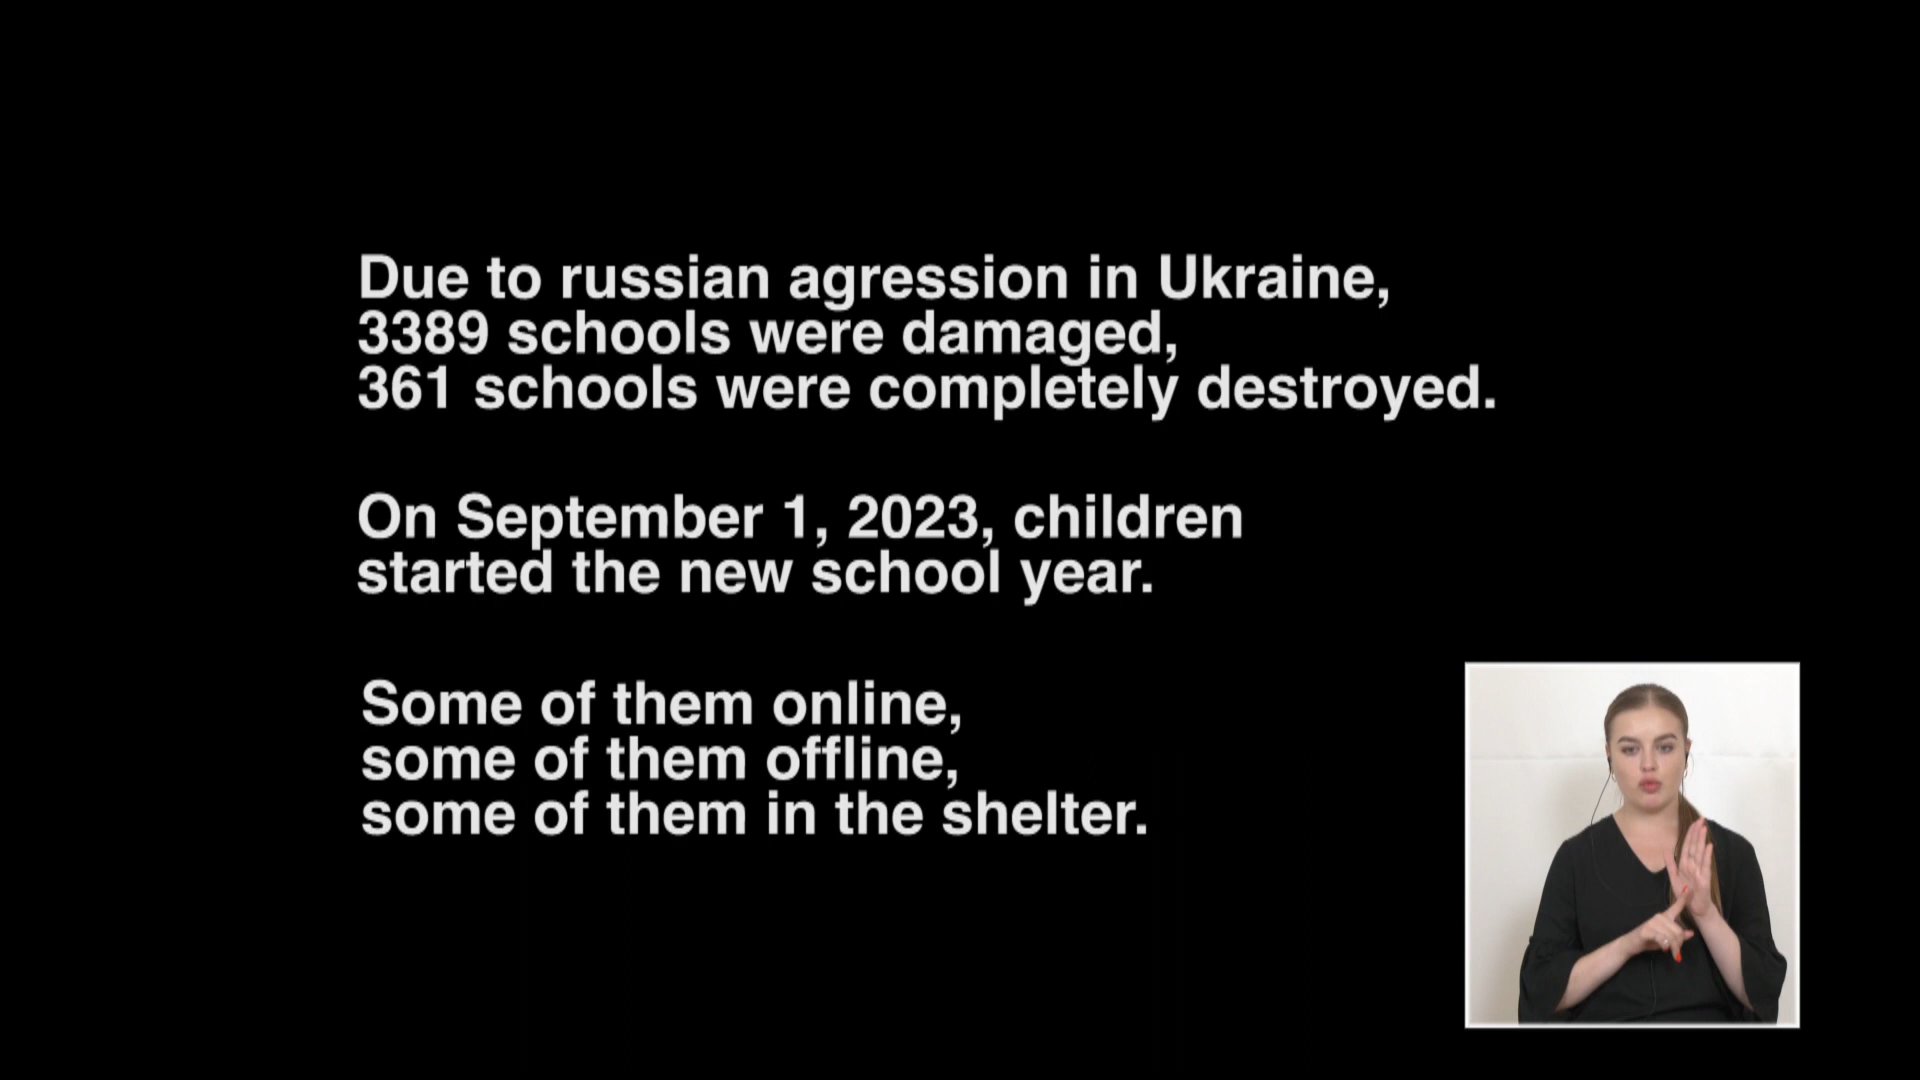 Due to russian agression in Ukraine,
3389 schools were damaged,
361 schools were completely destroyed.
On September 1, 2023, children
started the new school year.
Some of them online,
some of them offline,
some of them in the shelter.